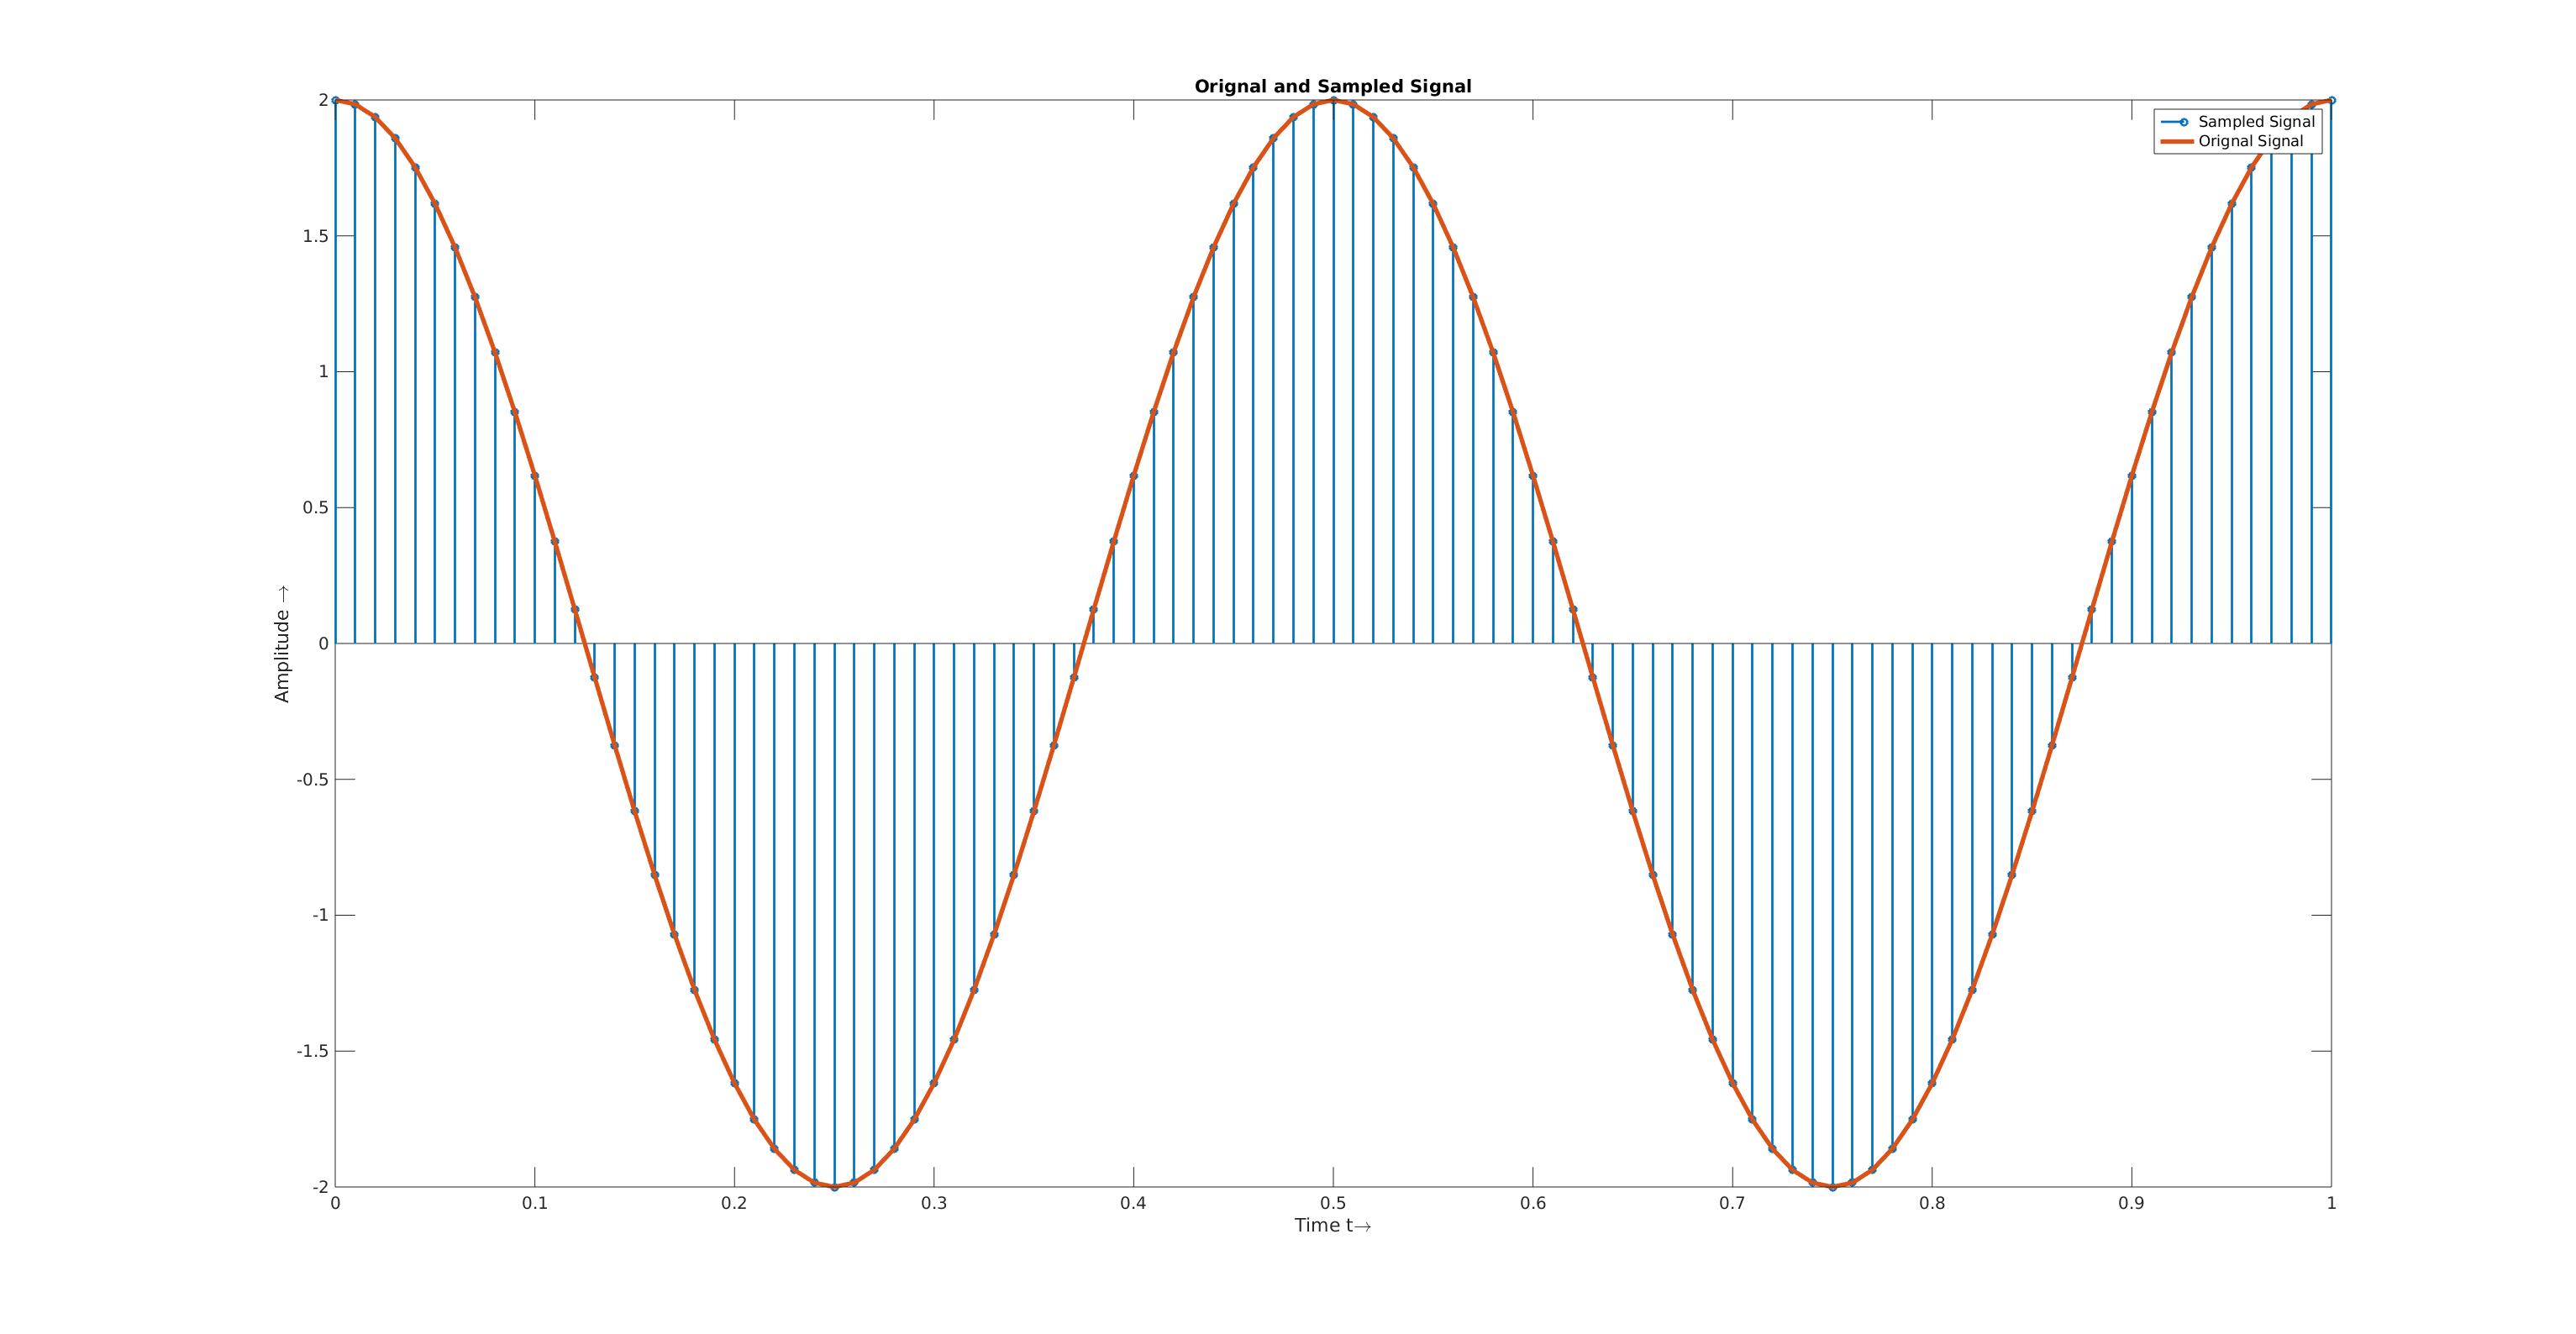 Orignal and Sampled Signal
Sampled Signal
Orignal Signal
2
1.5
1
0.5
0
-0.5
-1
-1.5
-2
Amplitude →
0 0.1 0.2 0.3 0.4 0.5 0.6 0.7 0.8 0.9 1
Time t→